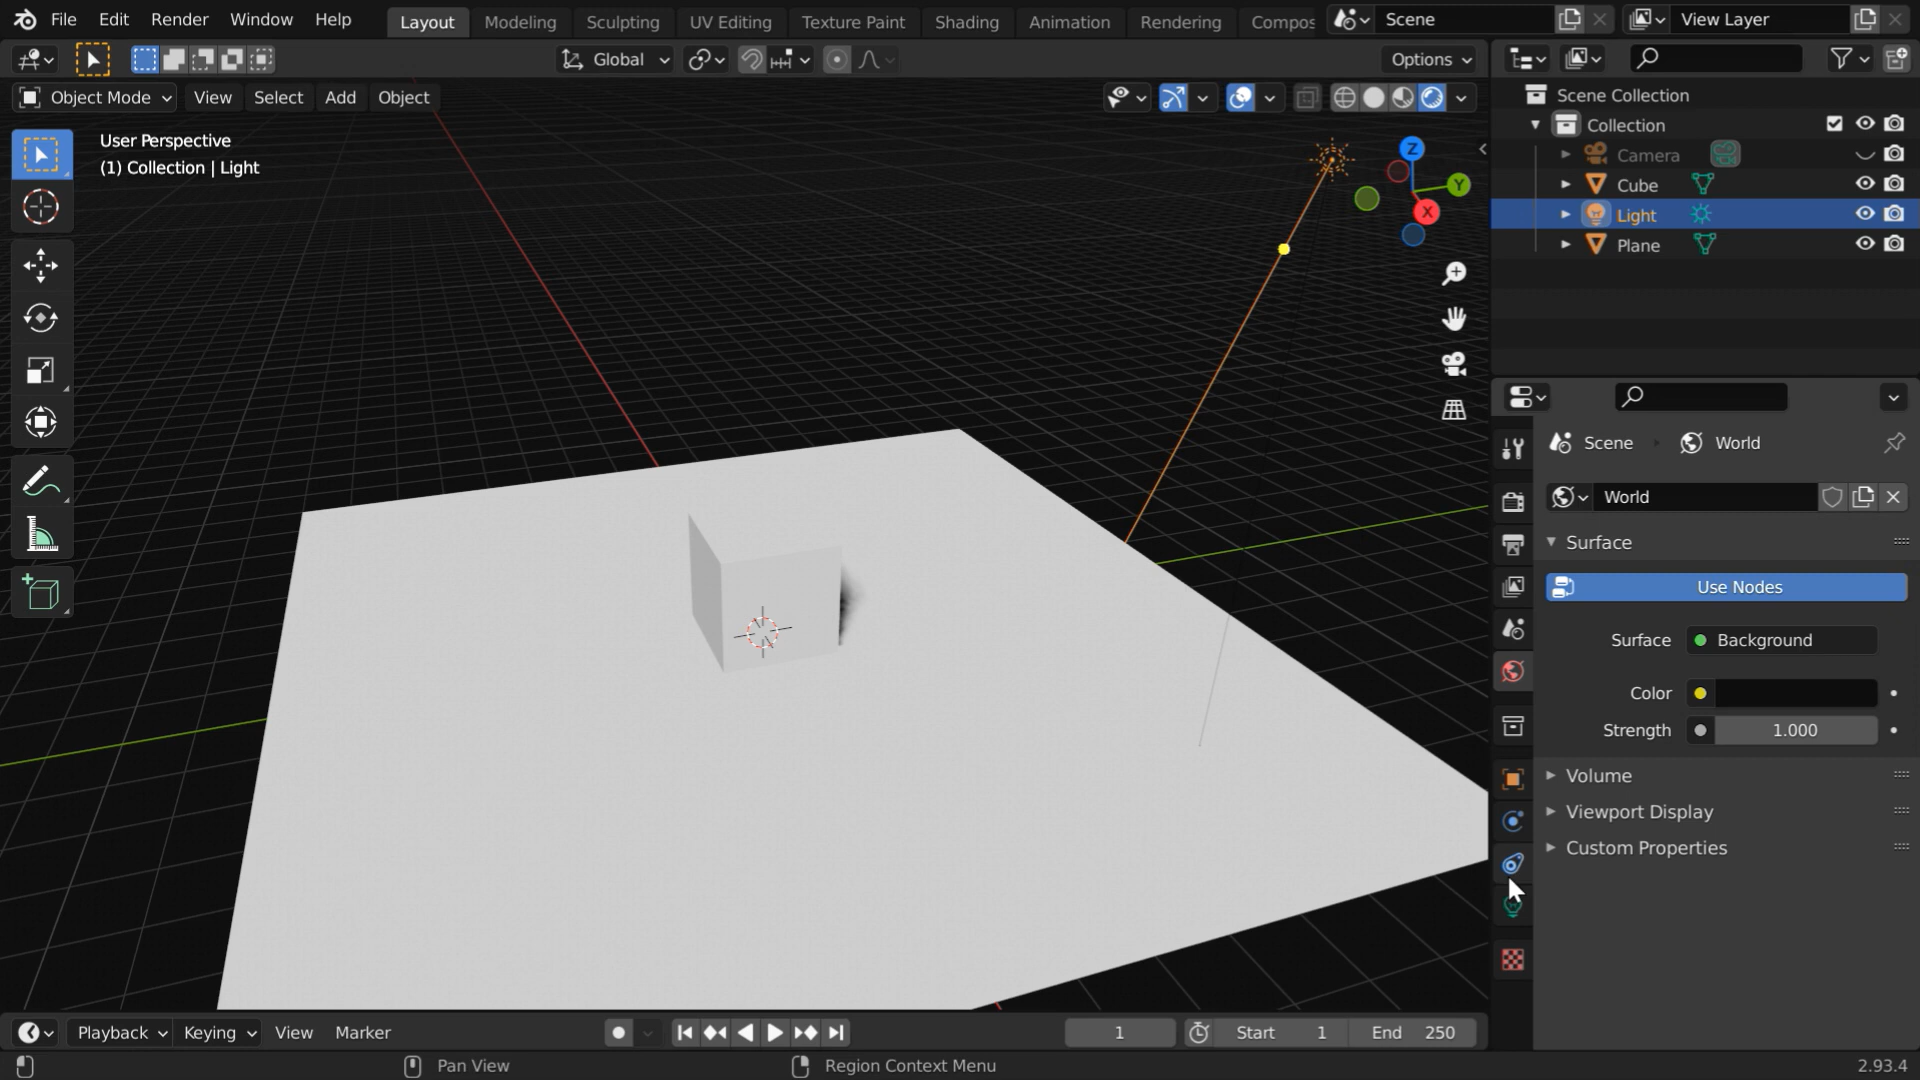 File Edit Render Window Help Layout Modeling Sculpting UV Editing Texture Paint Shading Animation Rendering Compos Scene View Layer
Global Options
Object Mode View Select Add Object
User Perspective
(1) Collection | Light
Z
Y
X
Scene Collection
Collection
Camera
Cube
Light
Plane
Scene World
World
Surface
Use Nodes
Surface Background
Color
Strength 1.000
Volume
Viewport Display
Custom Properties
Playback Keying View Marker 1 Start 1 End 250
Pan View Region Context Menu 2.93.4